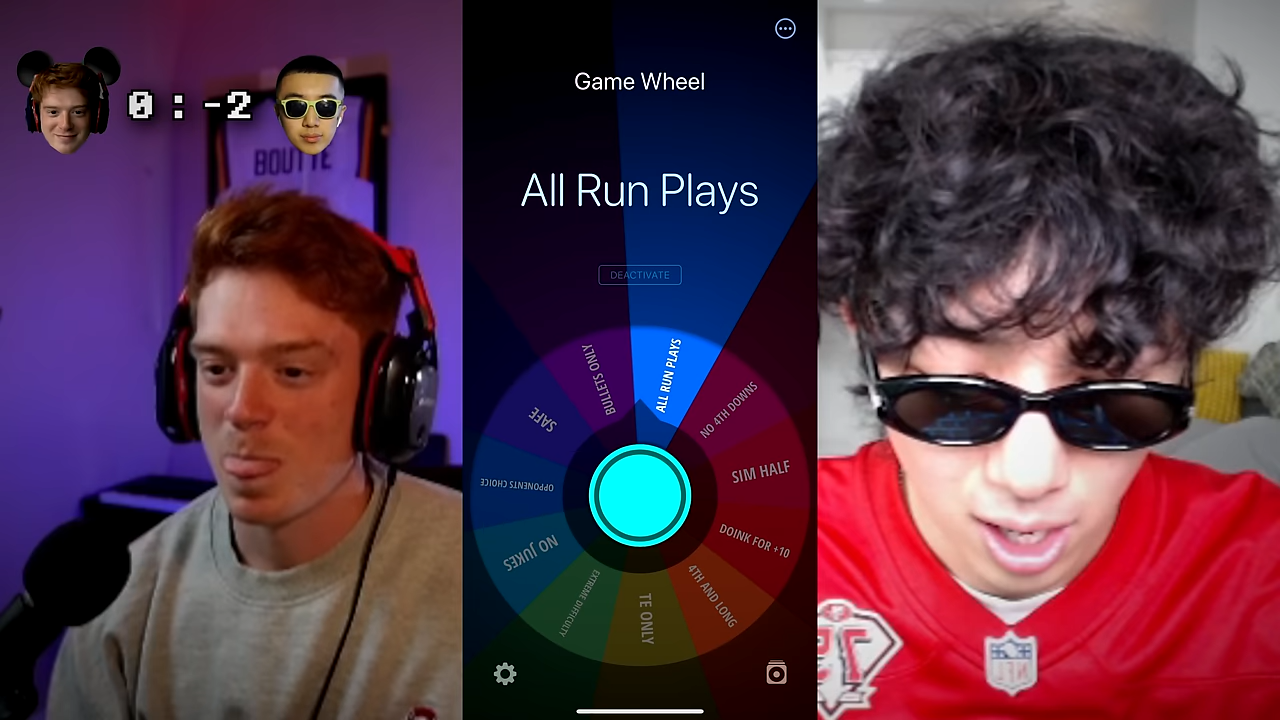 0 : -2
BOUTTE
Game Wheel
All Run Plays
DEACTIVATE
BULLETS ONLY
ALL RUN PLAYS
NO 4TH DOWNS
SIM HALF
DOINK FOR +10
4TH AND LONG
TE ONLY
EXTREME DIFFICULTY
NO JUKES
OPPONENTS CHOICE
SAFE
75
NFL